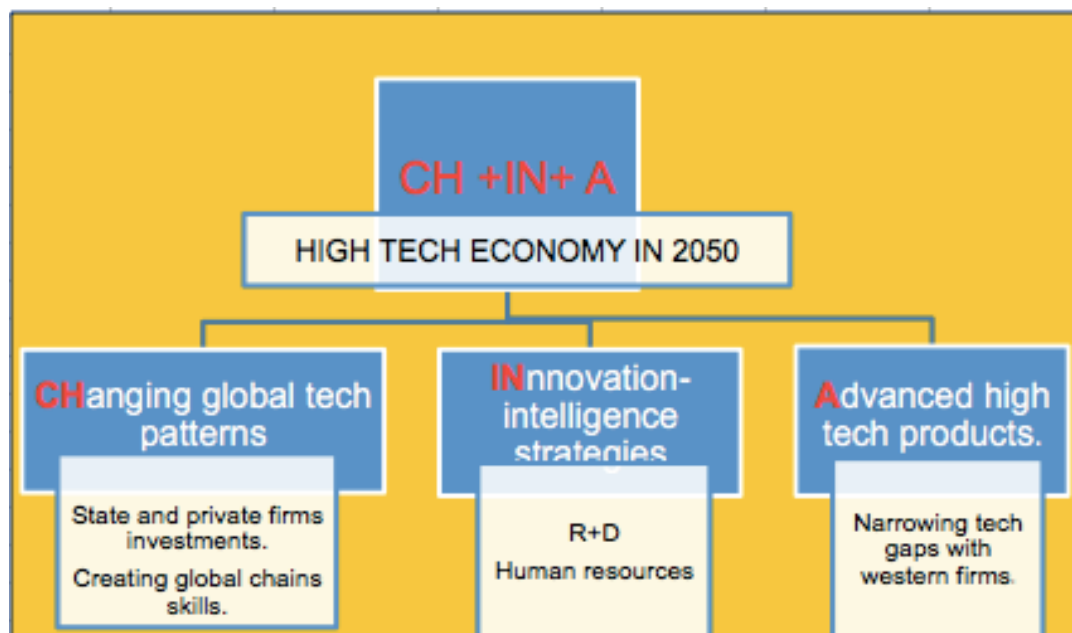 CH +IN+ A
HIGH TECH ECONOMY IN 2050
CHanging global tech
patterns
State and private firms
investments.
Creating global chains
skills.
INnnovation-
intelligence
strategies
R+D
Human resources
Advanced high
tech products.
Narrowing tech
gaps with
western firms.